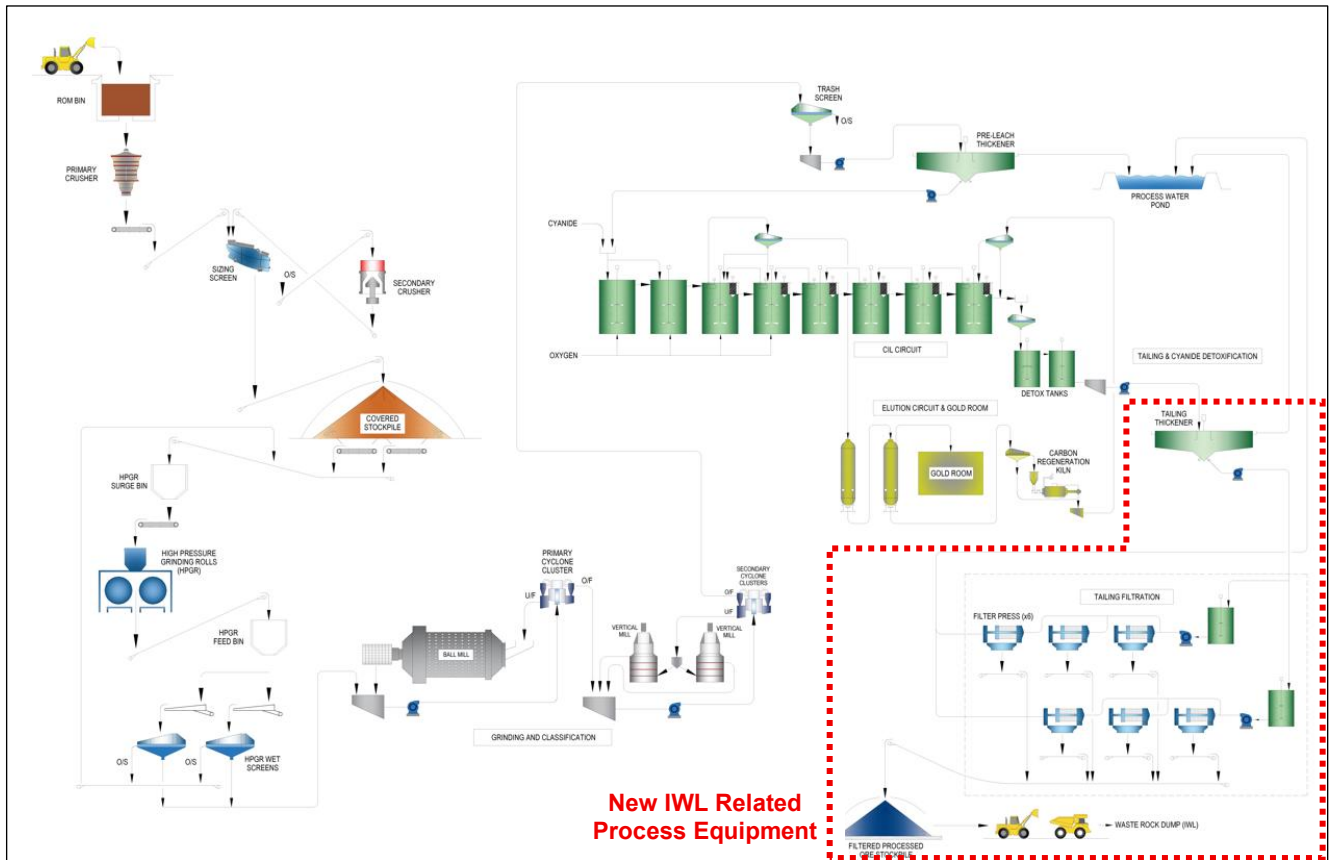 ROM BIN
PRIMARY
CRUSHER
SIZING
SCREEN
O/S
SECONDARY
CRUSHER
COVERED
STOCKPILE
HPGR
SURGE BIN
HIGH PRESSURE
GRINDING ROLLS
(HPGR)
HPGR
FEED BIN
O/S
O/S
HPGR WET
SCREENS
TRASH
SCREEN
O/S
PRE-LEACH
THICKENER
PROCESS WATER
POND
CYANIDE
OXYGEN
CIL CIRCUIT
DETOX TANKS
TAILING & CYANIDE DETOXIFICATION
ELUTION CIRCUIT & GOLD ROOM
GOLD ROOM
CARBON
REGENERATION
KILN
TAILING
THICKENER
PRIMARY
CYCLONE
CLUSTER
O/F
U/F
BALL MILL
VERTICAL
MILL
VERTICAL
MILL
SECONDARY
CYCLONE
CLUSTERS
O/F
U/F
GRINDING AND CLASSIFICATION
TAILING FILTRATION
FILTER PRESS (x6)
New IWL Related
Process Equipment
WASTE ROCK DUMP (IWL)
FILTERED PROCESSED
ORE STOCKPILE